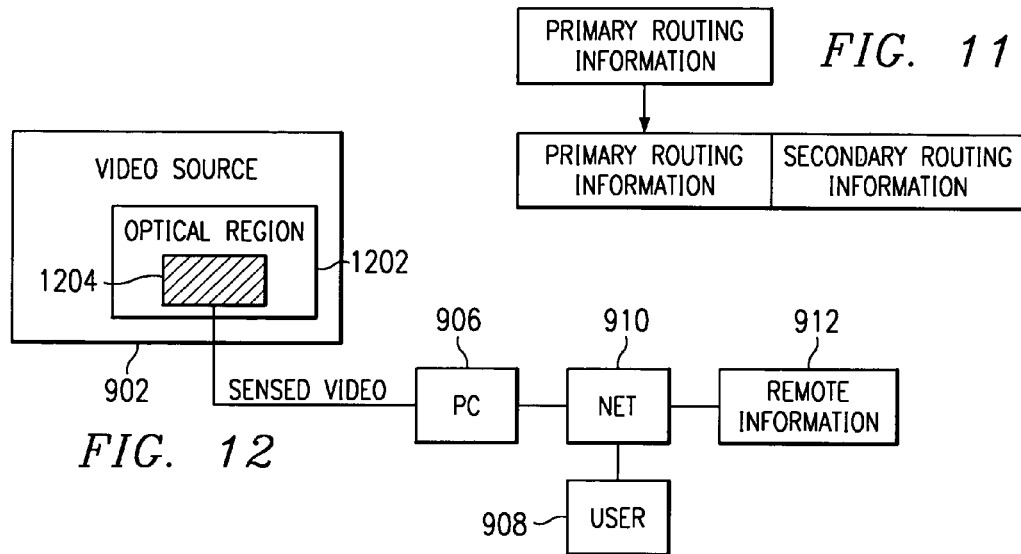 PRIMARY ROUTING
INFORMATION
FIG. 11
PRIMARY ROUTING
INFORMATION
SECONDARY ROUTING
INFORMATION
VIDEO SOURCE
OPTICAL REGION
1204
1202
902
SENSED VIDEO
906
PC
910
NET
912
REMOTE
INFORMATION
908
USER
FIG. 12